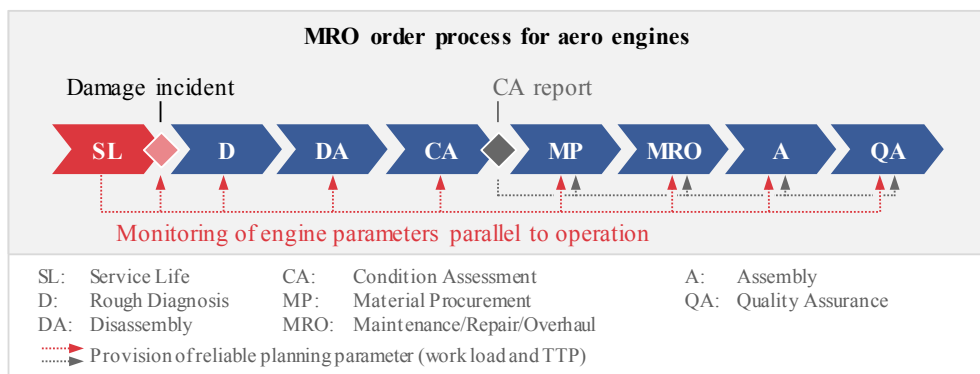 MRO order process for aero engines
Damage incident
CA report
SL D DA CA MP MRO A QA
Monitoring of engine parameters parallel to operation
SL: Service Life CA: Condition Assessment A: Assembly
D: Rough Diagnosis MP: Material Procurement QA: Quality Assurance
DA: Disassembly MRO: Maintenance/Repair/Overhaul
Provision of reliable planning parameter (work load and TTP)